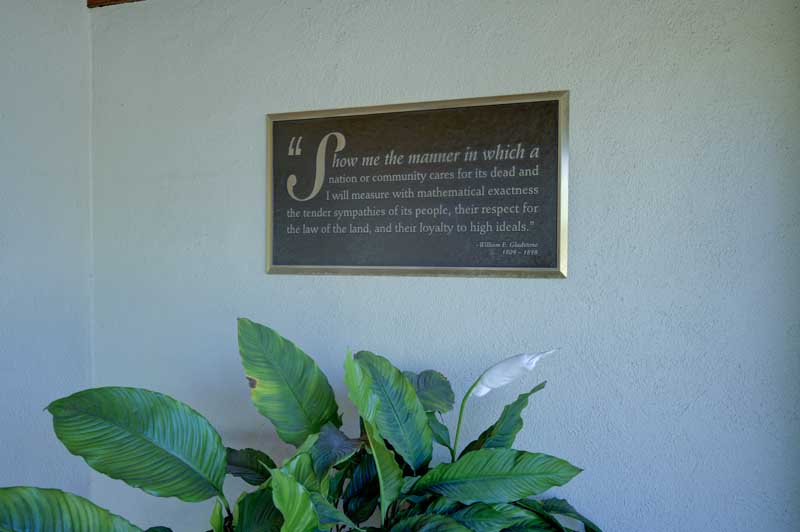 “Show me the manner in which a
nation or community cares for its dead and
I will measure with mathematical exactness
the tender sympathies of its people, their respect for
the law of the land, and their loyalty to high ideals.”
-William E. Gladstone
1809 - 1898